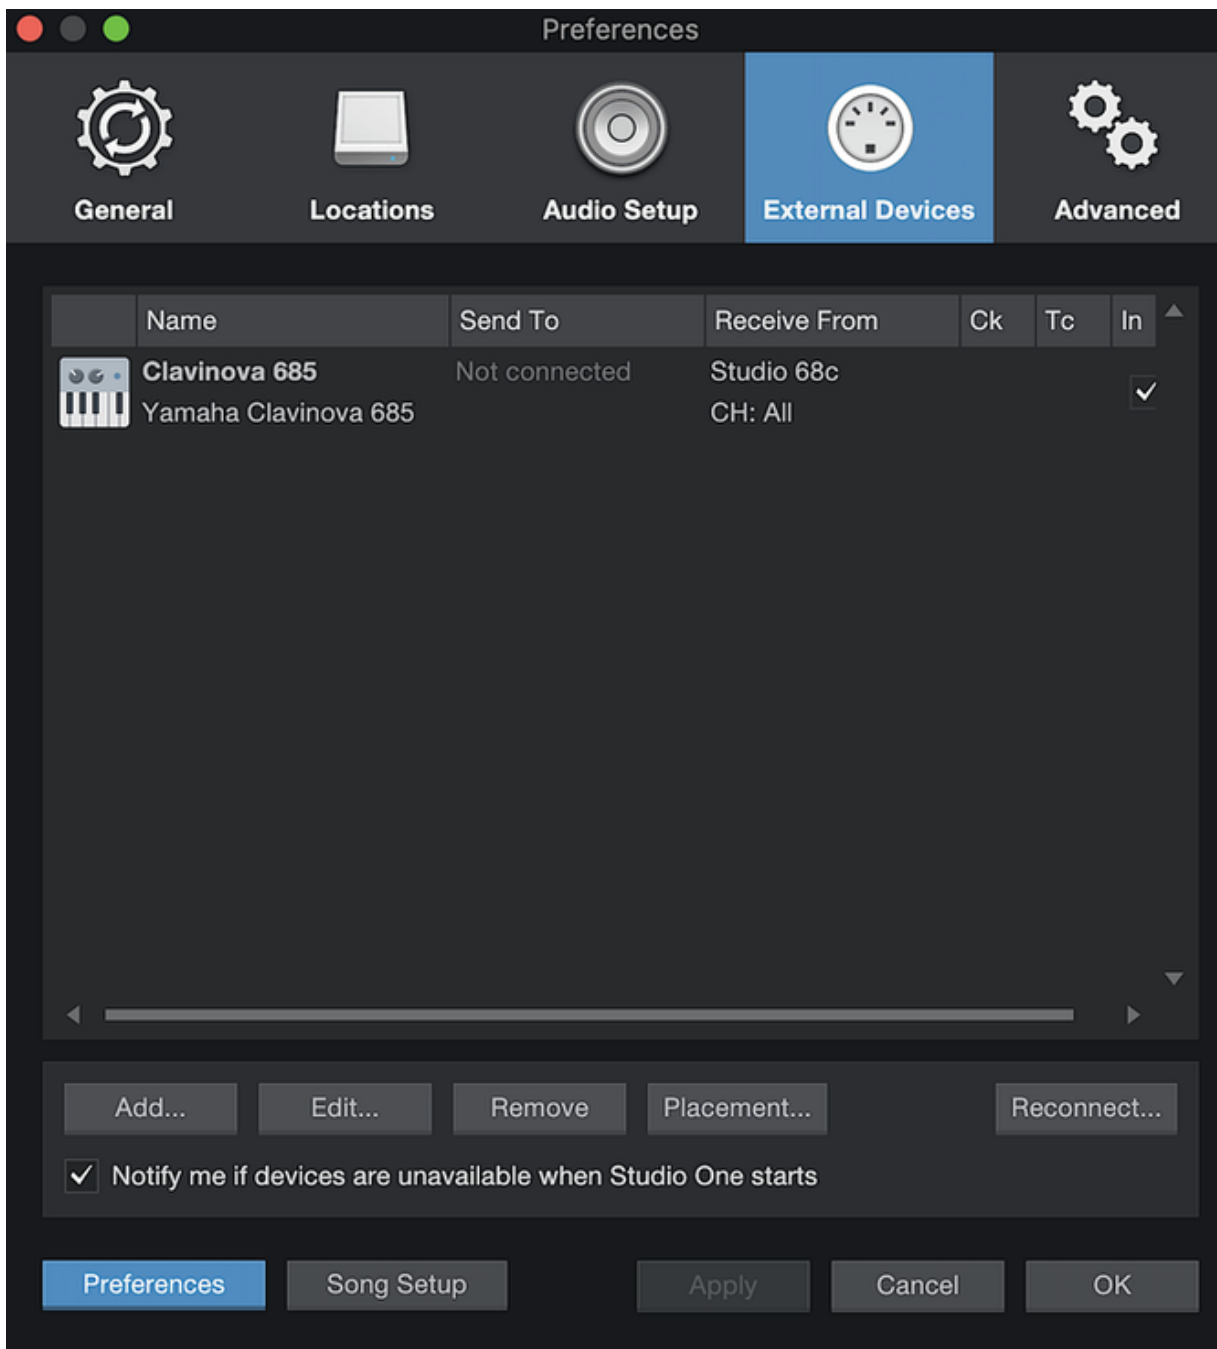 Preferences
General Locations Audio Setup External Devices Advanced
Name Send To Receive From Ck Tc In
Clavinova 685 Not connected Studio 68c
Yamaha Clavinova 685 CH: All
Add... Edit... Remove Placement... Reconnect...
Notify me if devices are unavailable when Studio One starts
Preferences Song Setup Apply Cancel OK